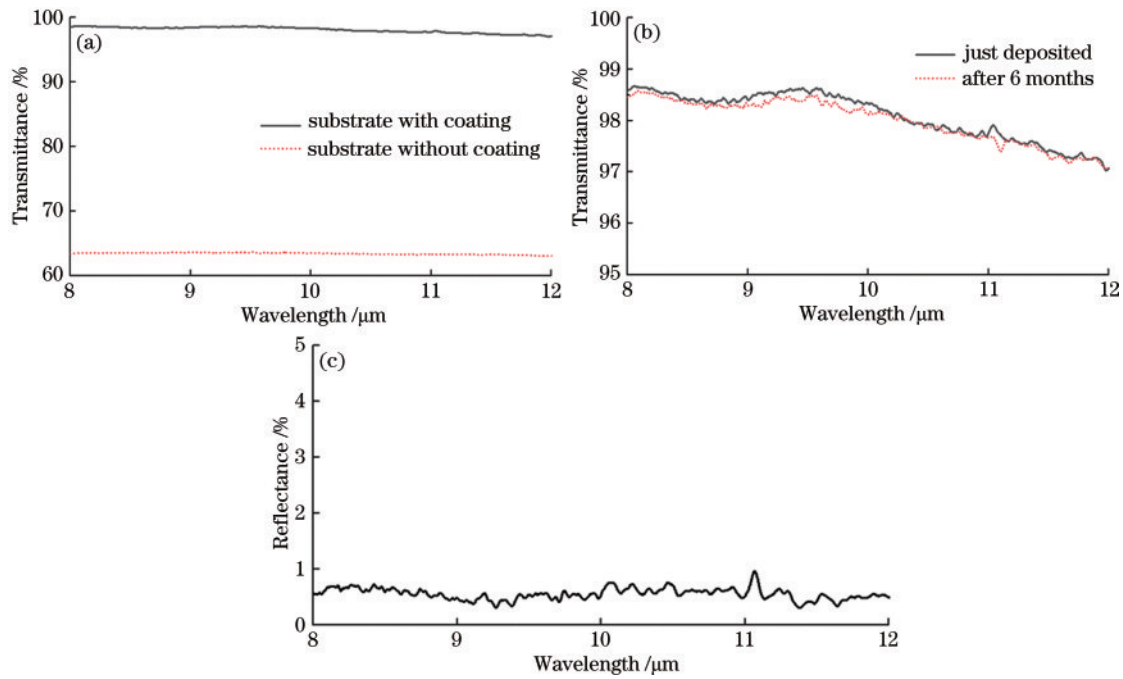 (a)
100
90
80
70
60
Transmittance /%
substrate with coating
substrate without coating
8 9 10 11 12
Wavelength /μm
(b)
99
99
98
97
96
95
Transmittance /%
just deposited
after 6 months
8 9 10 11 12
Wavelength /μm
(c)
5
4
3
2
1
0
Reflectance /%
8 9 10 11 12
Wavelength /μm